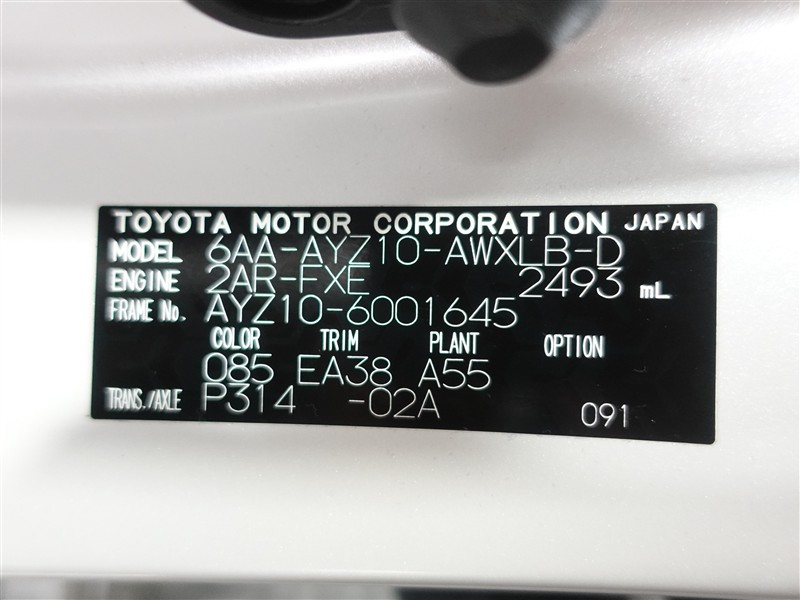 TOYOTA MOTOR CORPORATION JAPAN
MODEL 6AA-AYZ10-AWXLB-D
ENGINE 2AR-FXE 2493 mL
FRAME No. AYZ10-6001645
COLOR TRIM PLANT OPTION
085 EA38 A55
TRANS./AXLE P314 -02A 091